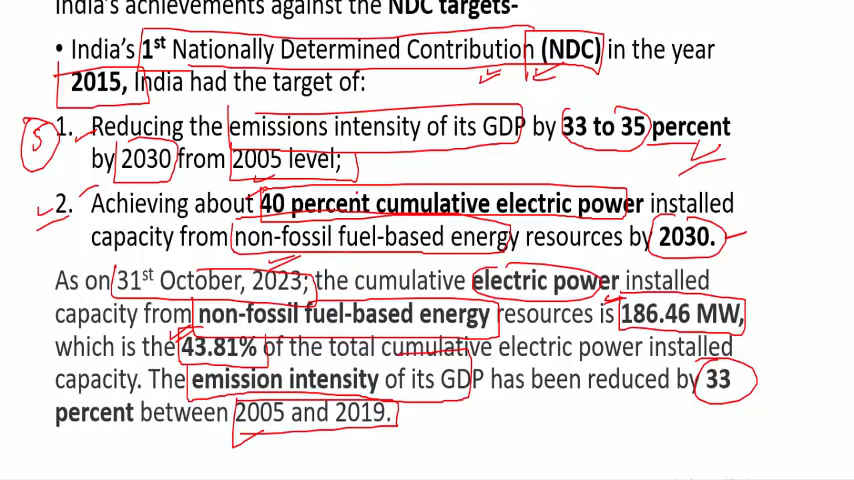 India's achievements against the NDC targets-
• India's 1st Nationally Determined Contribution (NDC) in the year
2015, India had the target of:
1. Reducing the emissions intensity of its GDP by 33 to 35 percent
by 2030 from 2005 level;
2. Achieving about 40 percent cumulative electric power installed
capacity from non-fossil fuel-based energy resources by 2030.
As on 31st October, 2023; the cumulative electric power installed
capacity from non-fossil fuel-based energy resources is 186.46 MW,
which is the 43.81% of the total cumulative electric power installed
capacity. The emission intensity of its GDP has been reduced by 33
percent between 2005 and 2019.